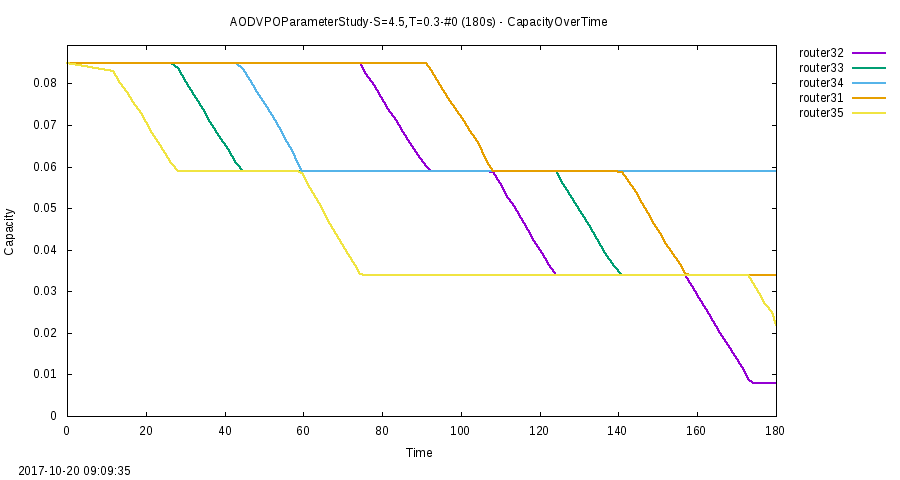 AODVPOParameterStudy-S=4.5,T=0.3-#0 (180s) - CapacityOverTime
router32
router33
router34
router31
router35
0.08
0.07
0.06
0.05
0.04
0.03
0.02
0.01
0
Capacity
0 20 40 60 80 100 120 140 160 180
Time
2017-10-20 09:09:35